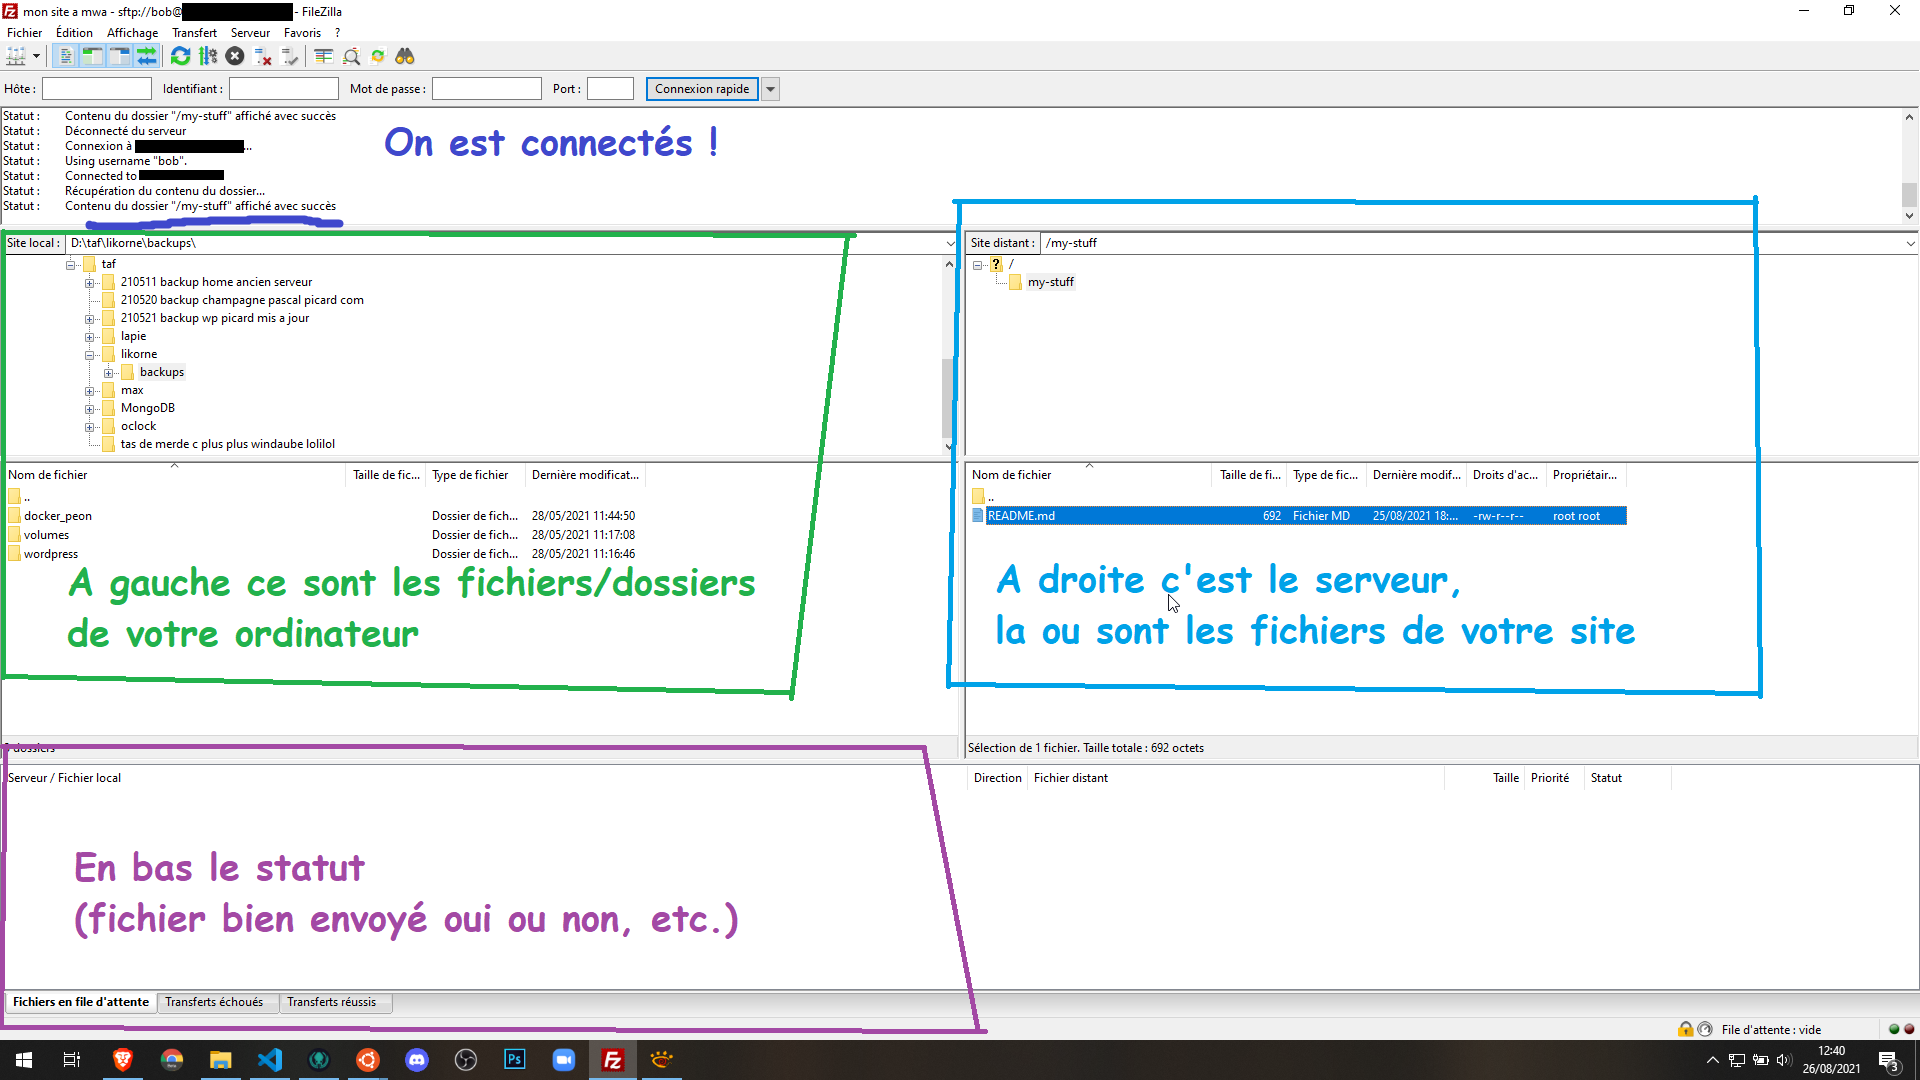 mon site a mwa - sftp://bob@ - FileZilla
Fichier Édition Affichage Transfert Serveur Favoris ?
Hôte : Identifiant : Mot de passe : Port : Connexion rapide
Statut : Contenu du dossier "/my-stuff" affiché avec succès
Statut : Déconnecté du serveur
Statut : Connexion à ...
Statut : Using username "bob".
Statut : Connected to
Statut : Récupération du contenu du dossier...
Statut : Contenu du dossier "/my-stuff" affiché avec succès
On est connectés !
Site local : D:\taf\likorne\backups\
taf
210511 backup home ancien serveur
210520 backup champagne pascal picard com
210521 backup wp picard mis a jour
lapie
likorne
backups
max
MongoDB
oclock
tas de merde c plus plus windaube lolilol
Site distant : /my-stuff
? /
my-stuff
Nom de fichier Taille de fic... Type de fichier Dernière modificat...
..
docker_peon Dossier de fich... 28/05/2021 11:44:50
volumes Dossier de fich... 28/05/2021 11:17:08
wordpress Dossier de fich... 28/05/2021 11:16:46
A gauche ce sont les fichiers/dossiers
de votre ordinateur
dossiers
Nom de fichier Taille de fi... Type de fic... Dernière modif... Droits d'ac... Propriétair...
..
README.md 692 Fichier MD 25/08/2021 18:... -rw-r--r-- root root
A droite c'est le serveur,
la ou sont les fichiers de votre site
Sélection de 1 fichier. Taille totale : 692 octets
Serveur / Fichier local Direction Fichier distant Taille Priorité Statut
En bas le statut
(fichier bien envoyé oui ou non, etc.)
Fichiers en file d'attente Transferts échoués Transferts réussis
File d'attente : vide
Ps
Fz
12:40
26/08/2021
3